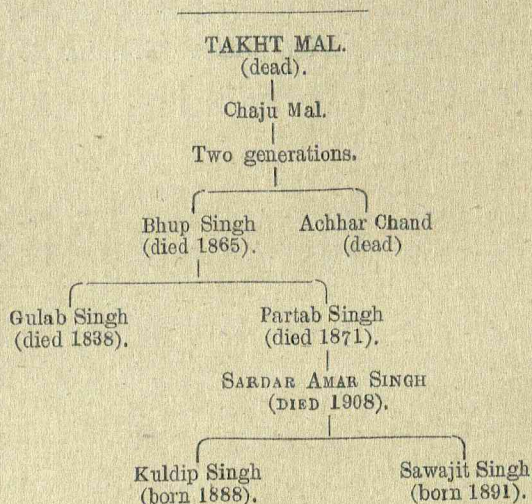 TAKHT MAL.
(dead).
Chaju Mal.
Two generations.
Bhup Singh Achhar Chand
(died 1865). (dead)
Gulab Singh Partab Singh
(died 1838). (died 1871).
SARDAR AMAR SINGH
(DIED 1908).
Kuldip Singh Sawajit Singh
(born 1888). (born 1891).